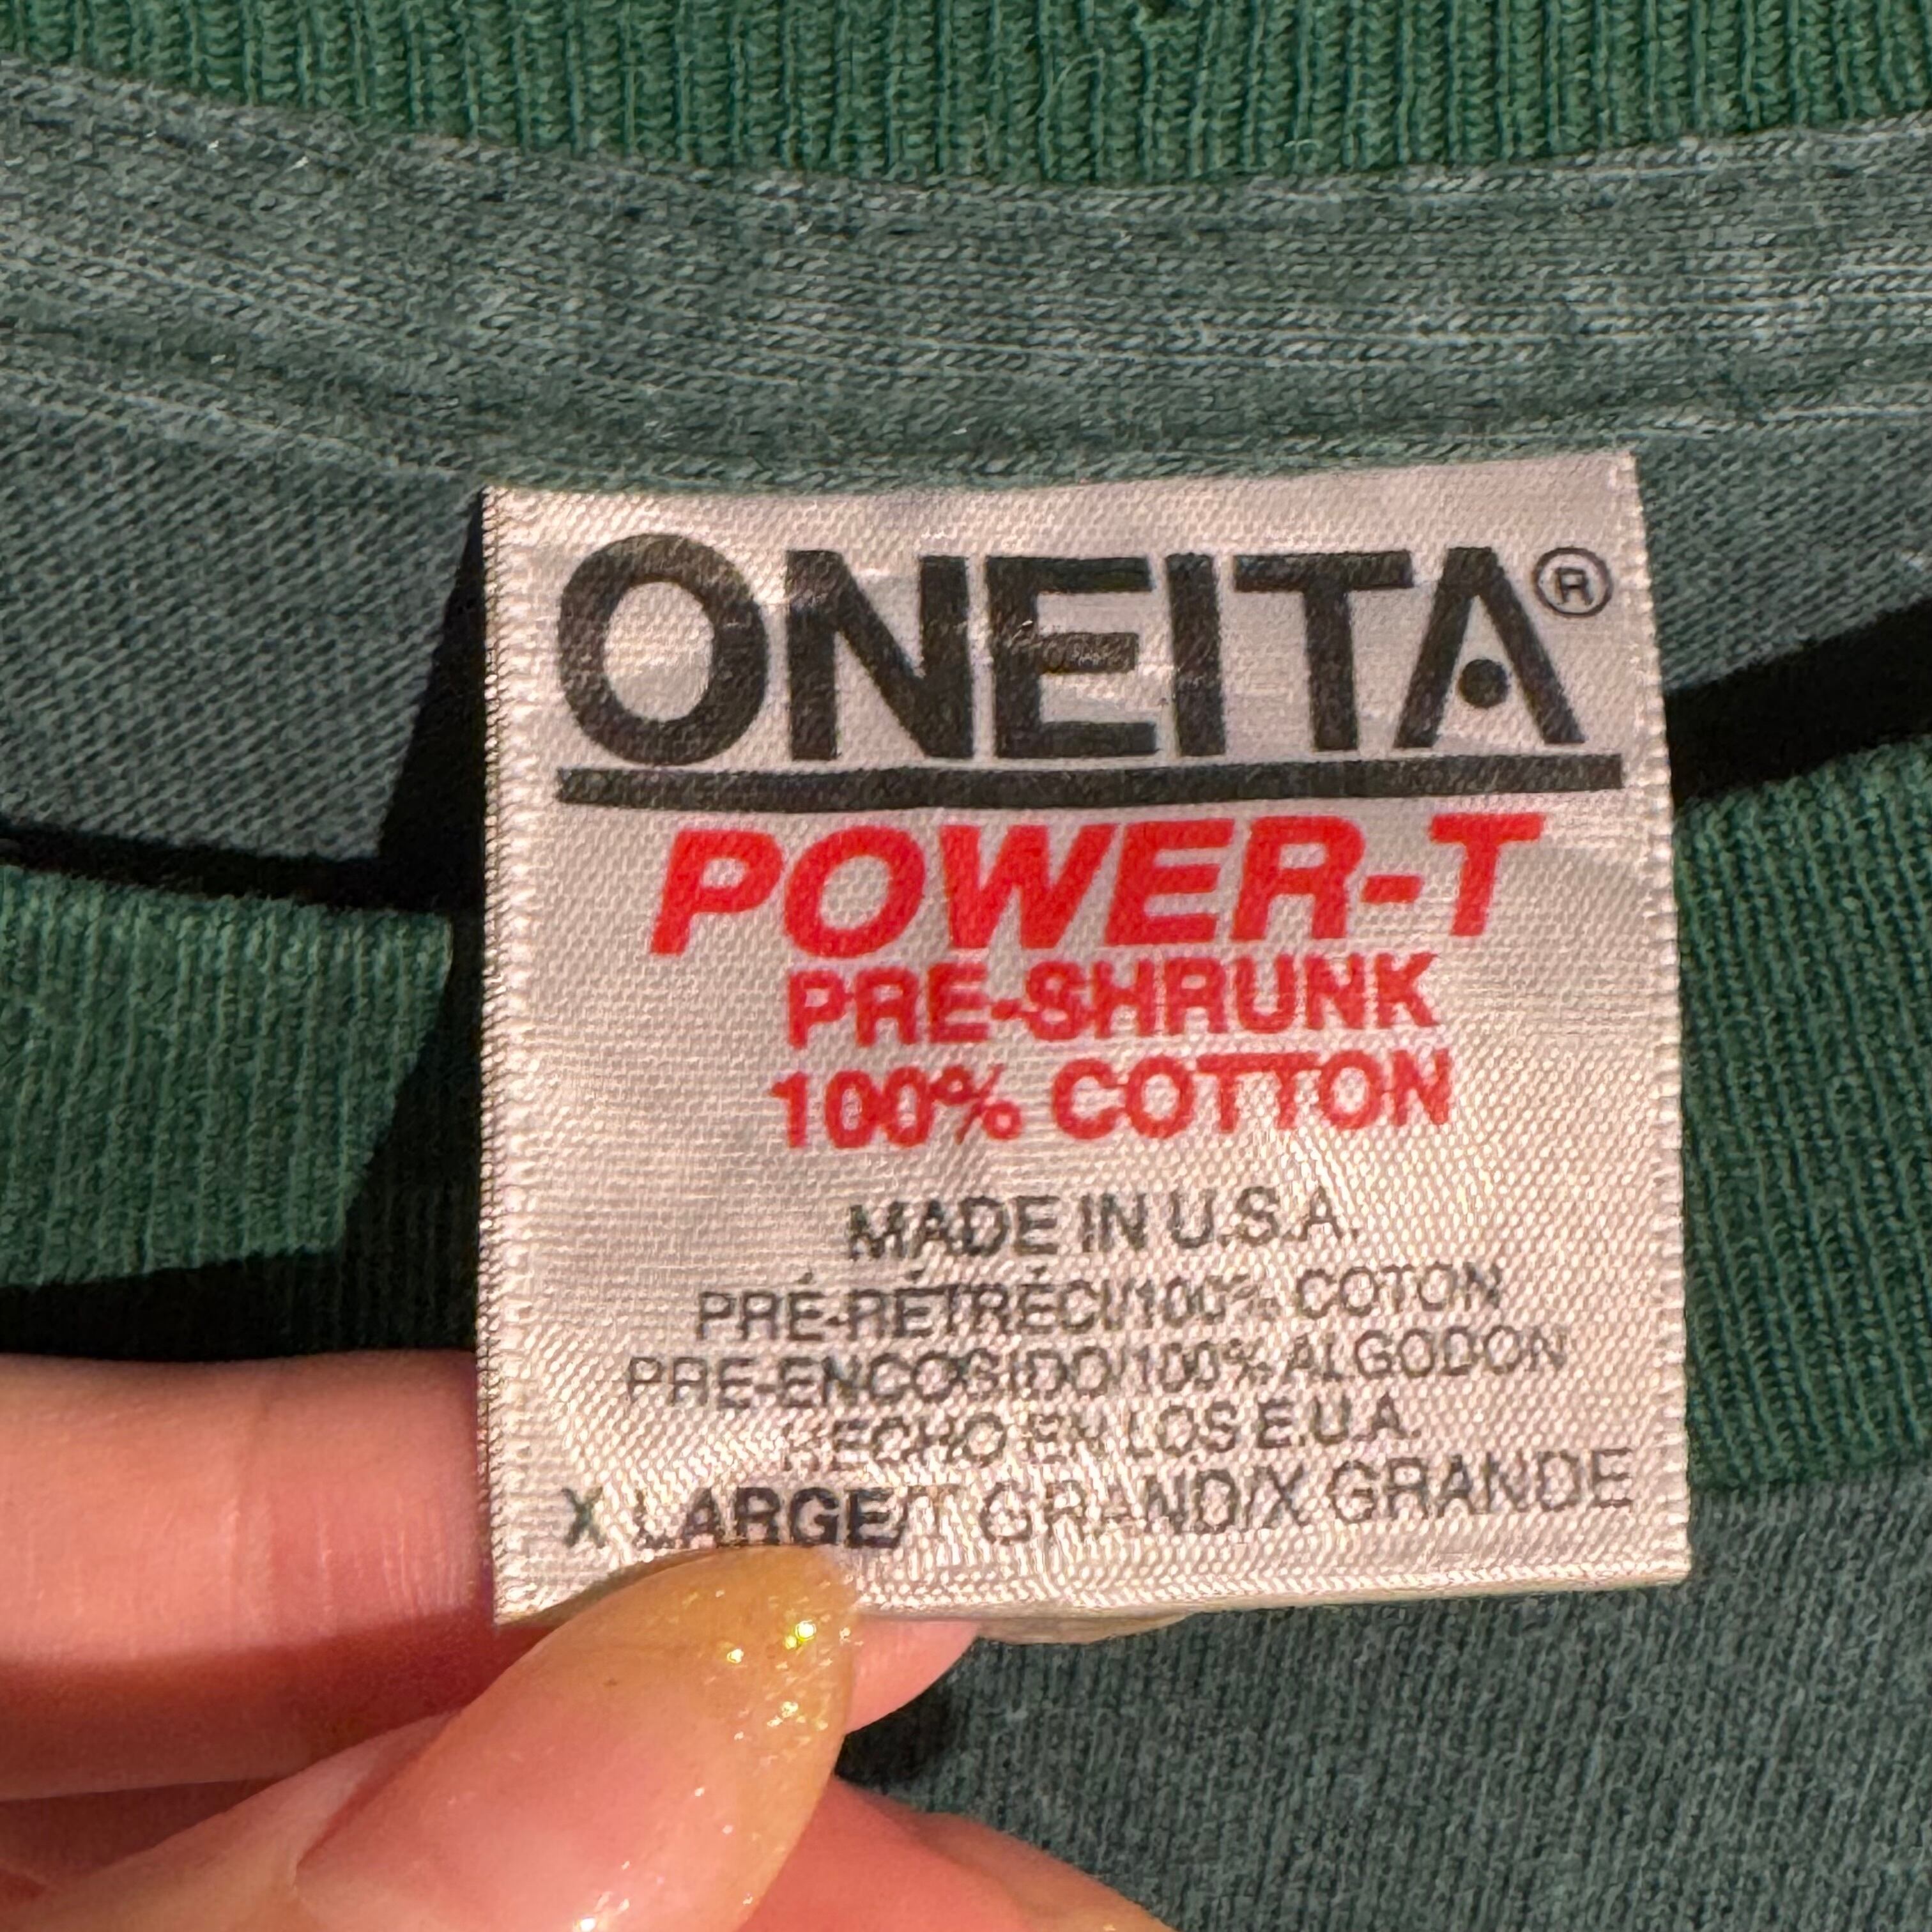 ONEITA®
POWER-T
PRE-SHRUNK
100% COTTON
MADE IN U.S.A.
PRÉ-RÉTRÉCI/100% COTON
PRE-ENCOGIDO/100% ALGODON
HECHO EN LOS E.U.A.
X LARGE/T GRAND/X GRANDE